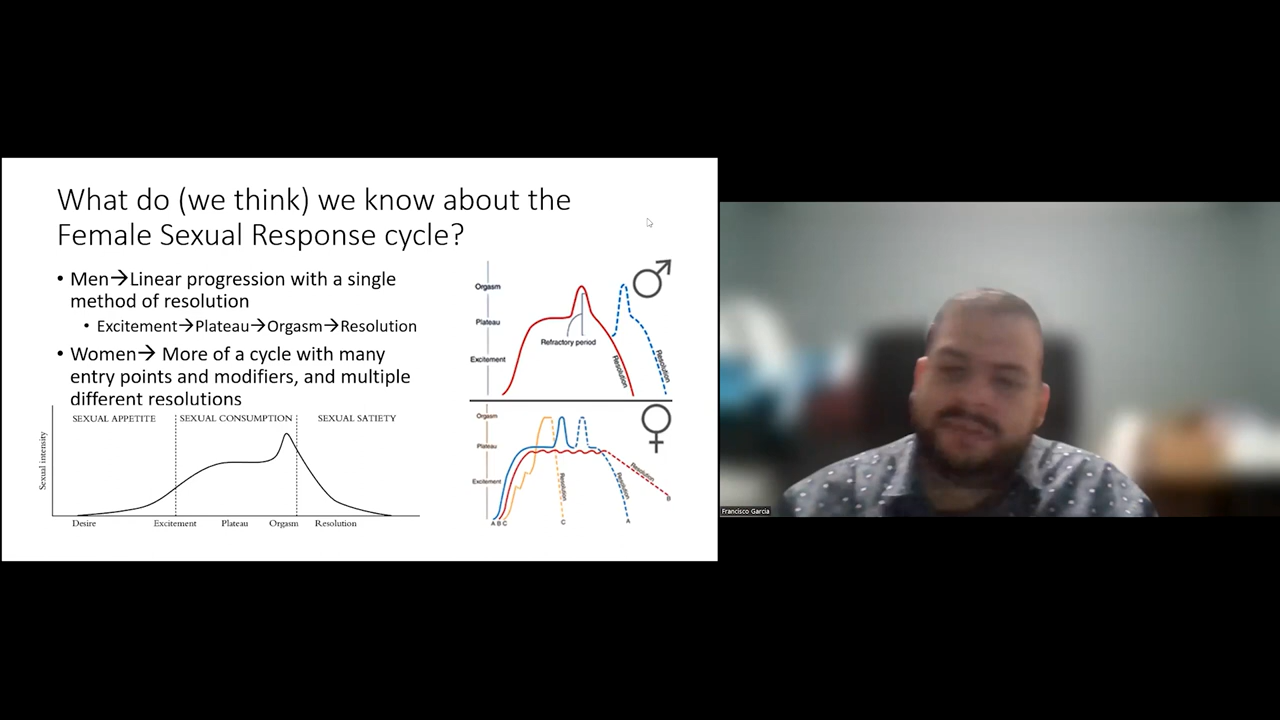 What do (we think) we know about the
Female Sexual Response cycle?
• Men→Linear progression with a single
method of resolution
• Excitement→Plateau→Orgasm→Resolution
• Women→ More of a cycle with many
entry points and modifiers, and multiple
different resolutions
SEXUAL APPETITE SEXUAL CONSUMPTION SEXUAL SATIETY
Sexual intensity
Desire Excitement Plateau Orgasm Resolution
Orgasm
Plateau
Refractory period
Excitement
Resolution
Resolution
Orgasm
Plateau
Excitement
Resolution
Resolution
Resolution
B
A B C
C
A
Francisco Garcia